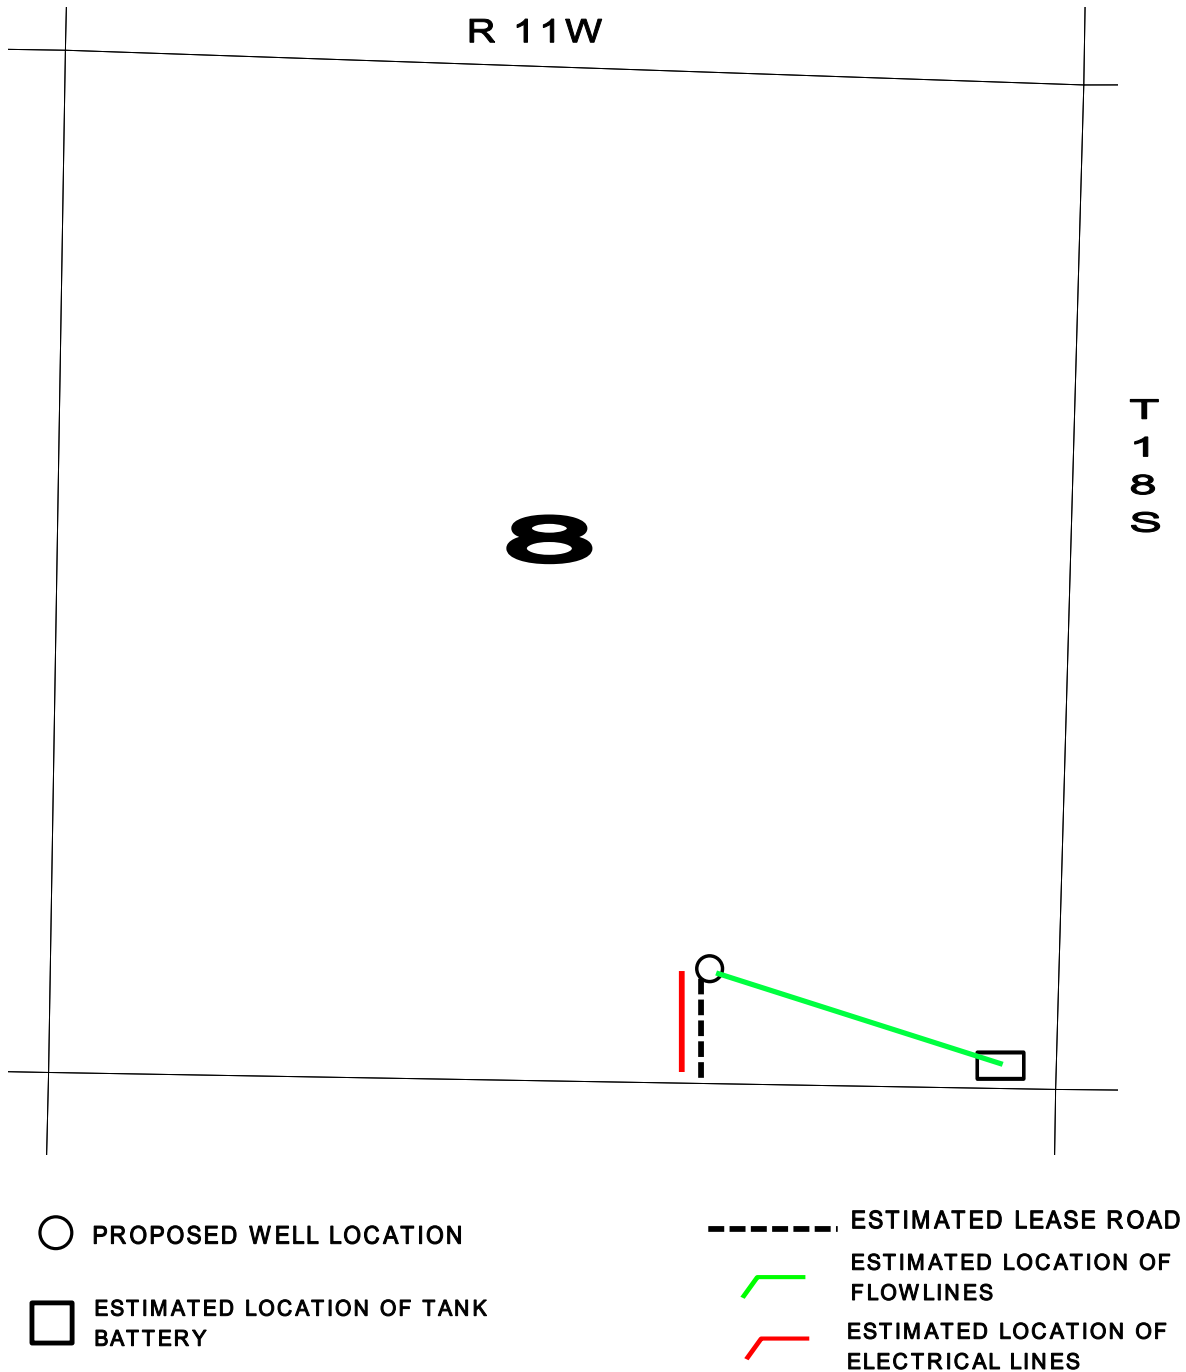 R 11W
T
1
8
S
8
PROPOSED WELL LOCATION
ESTIMATED LOCATION OF TANK
BATTERY
ESTIMATED LEASE ROAD
ESTIMATED LOCATION OF
FLOWLINES
ESTIMATED LOCATION OF
ELECTRICAL LINES